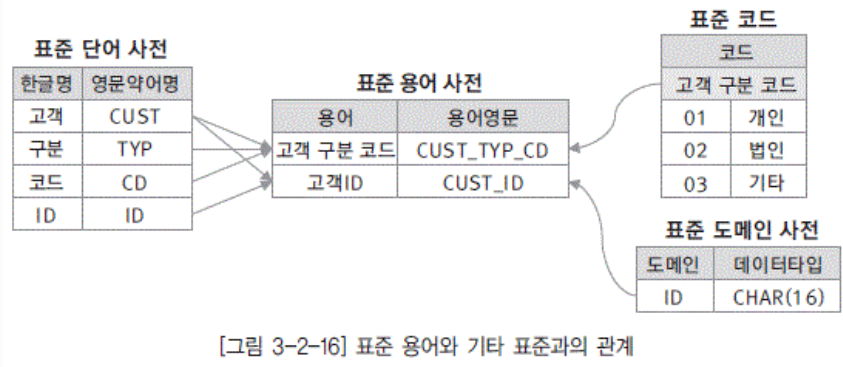 표준 단어 사전
한글명 영문약어명
고객 CUST
구분 TYP
코드 CD
ID ID
표준 용어 사전
용어 용어영문
고객 구분 코드 CUST_TYP_CD
고객ID CUST_ID
표준 코드
코드
고객 구분 코드
01 개인
02 법인
03 기타
표준 도메인 사전
도메인 데이터타입
ID CHAR(16)
[그림 3-2-16] 표준 용어와 기타 표준과의 관계